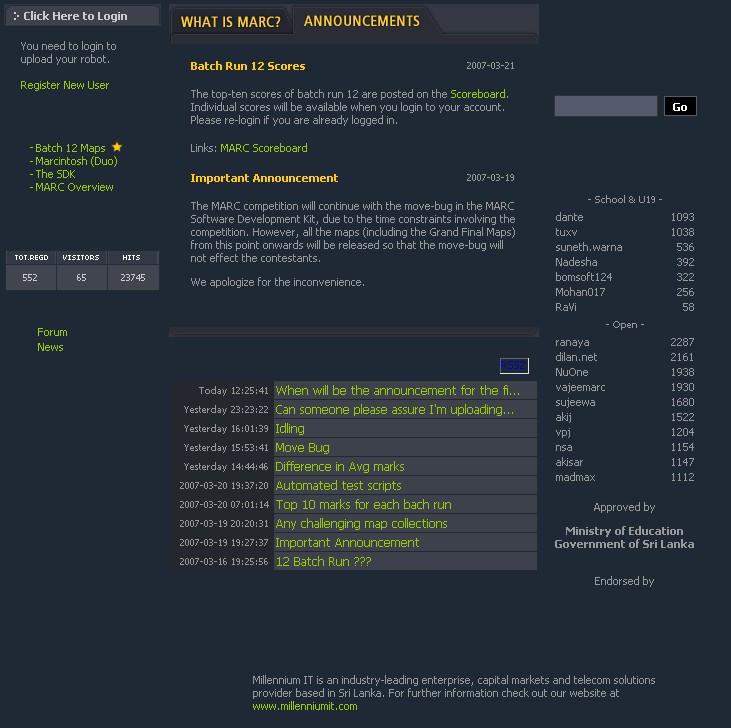 Click Here to Login
You need to login to
upload your robot.
Register New User
- Batch 12 Maps
- Marcintosh (Duo)
- The SDK
- MARC Overview
TOT.REGD VISITORS HITS
552 65 23745
Forum
News
WHAT IS MARC? ANNOUNCEMENTS
Batch Run 12 Scores 2007-03-21
The top-ten scores of batch run 12 are posted on the Scoreboard.
Individual scores will be available when you login to your account.
Please re-login if you are already logged in.
Links: MARC Scoreboard
Important Announcement 2007-03-19
The MARC competition will continue with the move-bug in the MARC
Software Development Kit, due to the time constraints involving the
competition. However, all the maps (including the Grand Final Maps)
from this point onwards will be released so that the move-bug will
not effect the contestants.
We apologize for the inconvenience.
Today 12:25:41 When will be the announcement for the fi...
Yesterday 23:23:22 Can someone please assure I'm uploading...
Yesterday 16:01:39 Idling
Yesterday 15:53:41 Move Bug
Yesterday 14:44:46 Difference in Avg marks
2007-03-20 19:37:20 Automated test scripts
2007-03-20 07:01:14 Top 10 marks for each bach run
2007-03-19 20:20:31 Any challenging map collections
2007-03-19 19:27:37 Important Announcement
2007-03-16 19:25:56 12 Batch Run ???
Go
- School & U19 -
dante 1093
tuxv 1038
suneth.warna 536
Nadesha 392
bomsoft124 322
Mohan017 256
RaVi 58
- Open -
ranaya 2287
dilan.net 2161
NuOne 1938
vajeemarc 1930
sujeewa 1680
akij 1522
vpj 1204
nsa 1154
akisar 1147
madmax 1112
Approved by
Ministry of Education
Government of Sri Lanka
Endorsed by
Millennium IT is an industry-leading enterprise, capital markets and telecom solutions
provider based in Sri Lanka. For further information check out our website at
www.millenniumit.com